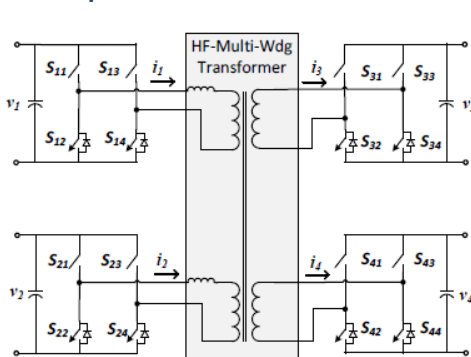 HF-Multi-Wdg
Transformer
S11 S13 i1 i3 S31 S33
v1
S12 S14 S32 S34
S21 S23 i2 i4 S41 S43
v2
S22 S24 S42 S44